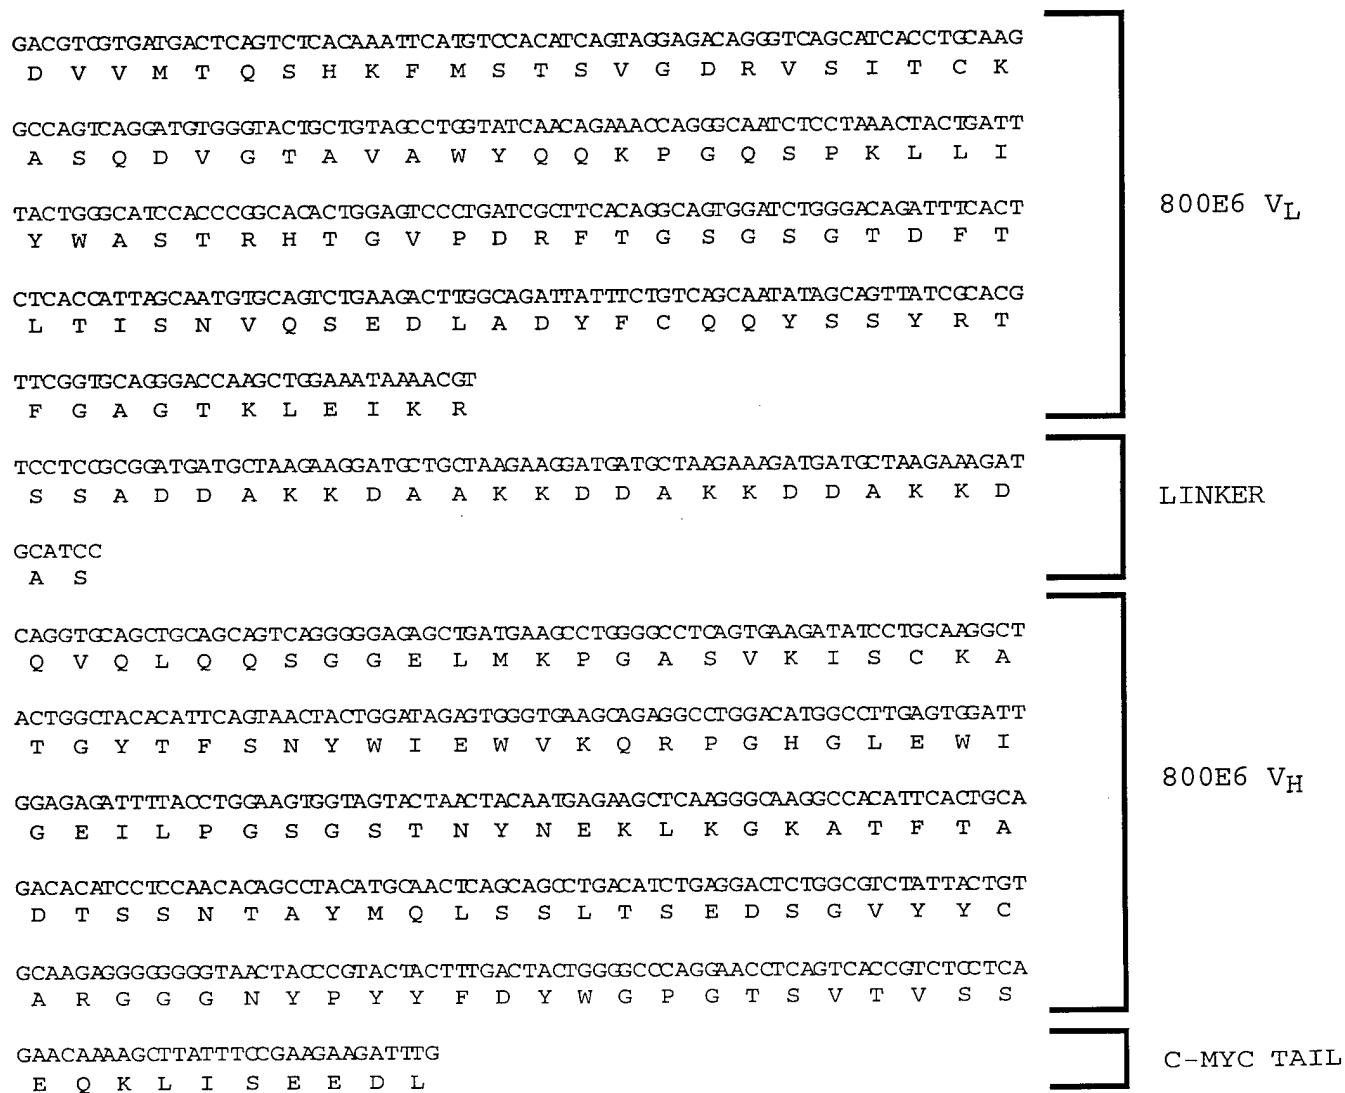 GACGTCGTGATGACTCAGTCTCACAAATTCATGTCCACATCAGTAGGAGACAGGGTCAGCATCACCTGCAAG
D V V M T Q S H K F M S T S V G D R V S I T C K
GCCAGTCAGGATGTGGGTACTGCTGTAGCCTGGTATCAACAGAAACCAGGGCAATCTCCTAAACTACTGATT
A S Q D V G T A V A W Y Q Q K P G Q S P K L L I
800E6 VL
TACTGGGCATCCACCCGGCACACTGGAGTCCCTGATCGCTTCACAGGCAGTGGATCTGGGACAGATTTCACT
Y W A S T R H T G V P D R F T G S G S G T D F T
CTCACCATTAGCAATGTGCAGTCTGAAGACTTGGCAGATTATTTCTGTCAGCAATATAGCAGTTATCGCACG
L T I S N V Q S E D L A D Y F C Q Q Y S S Y R T
TTCGGTGCAGGGACCAAGCTGGAAATAAAACGT
F G A G T K L E I K R
TCCTCCGCGGATGATGCTAAGAAGGATGCTGCTAAGAAGGATGATGCTAAGAAAGATGATGCTAAGAAAGAT
S S A D D A K K D A A K K D D A K K D D A K K D
LINKER
GCATCC
A S
CAGGTGCAGCTGCAGCAGTCAGGGGGAGAGCTGATGAAGCCTGGGGCCTCAGTGAAGATATCCTGCAAGGCT
Q V Q L Q Q S G G E L M K P G A S V K I S C K A
ACTGGCTACACATTCAGTAACTACTGGATAGAGTGGGTGAAGCAGAGGCCTGGACATGGCCTTGAGTGGATT
T G Y T F S N Y W I E W V K Q R P G H G L E W I
800E6 VH
GGAGAGATTTTACCTGGAAGTGGTAGTACTAACTACAATGAGAAGCTCAAGGGCAAGGCCACATTCACTGCA
G E I L P G S G S T N Y N E K L K G K A T F T A
GACACATCCTCCAACACAGCCTACATGCAACTCAGCAGCCTGACATCTGAGGACTCTGGCGTCTATTACTGT
D T S S N T A Y M Q L S S L T S E D S G V Y Y C
GCAAGAGGGGGGGGTAACTACCCGTACTACTTTGACTACTGGGGCCCAGGAACCTCAGTCACCGTCTCCTCA
A R G G G N Y P Y Y F D Y W G P G T S V T V S S
GAACAAAAGCTTATTTCCGAAGAAGATTTG
E Q K L I S E E D L
C-MYC TAIL